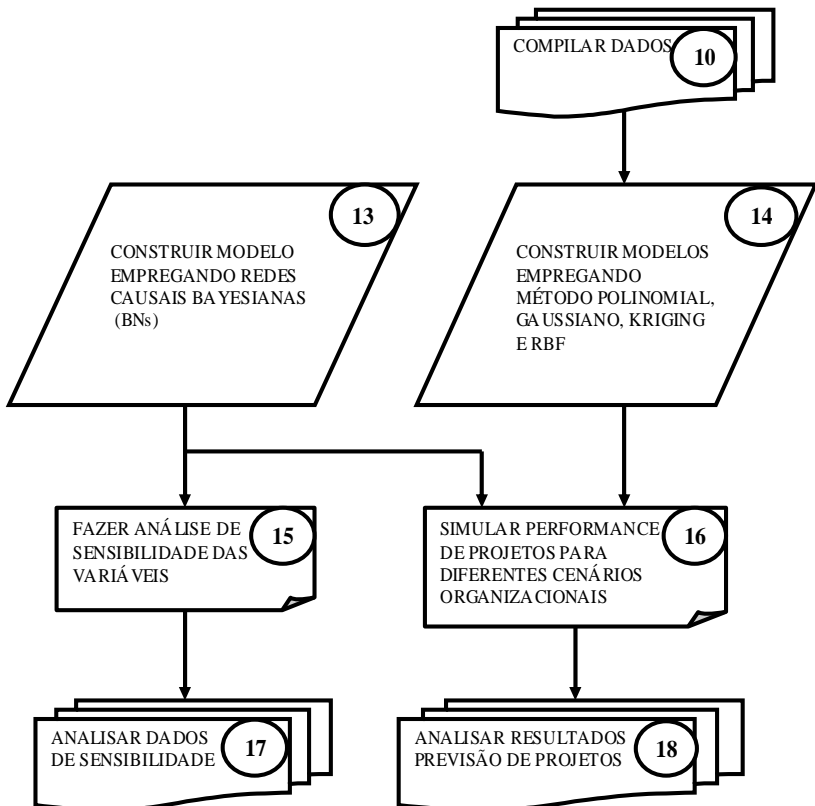 COMPILAR DADOS
10
13
CONSTRUIR MODELO
EMPREGANDO REDES
CAUSAIS BAYESIANAS
(BNs)
14
CONSTRUIR MODELOS
EMPREGANDO
MÉTODO POLINOMIAL,
GAUSSIANO, KRIGING
E RBF
FAZER ANÁLISE DE
SENSIBILIDADE DAS
VARIÁVEIS
15
SIMULAR PERFORMANCE
DE PROJETOS PARA
DIFERENTES CENÁRIOS
ORGANIZACIONAIS
16
ANALISAR DADOS
DE SENSIBILIDADE
17
ANALISAR RESULTADOS
PREVISÃO DE PROJETOS
18